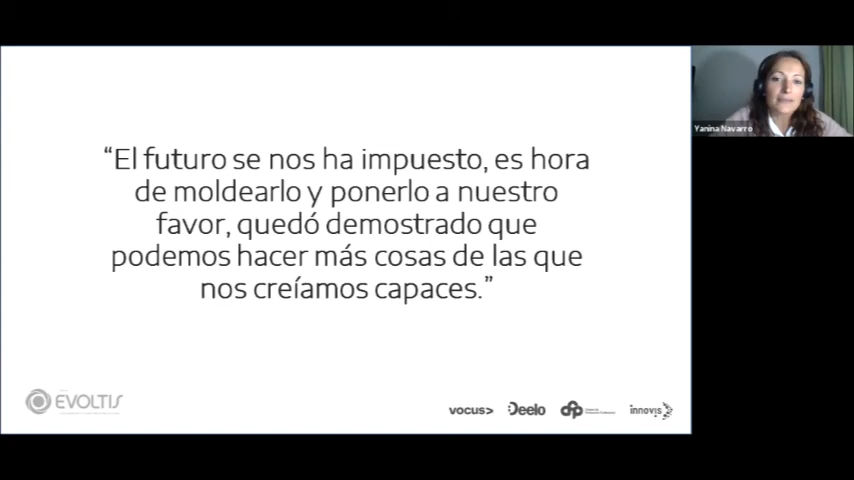 “El futuro se nos ha impuesto, es hora
de moldearlo y ponerlo a nuestro
favor, quedó demostrado que
podemos hacer más cosas de las que
nos creíamos capaces.”
Yanina Navarro
EVOLTIS
vocus>
Deelo
cfp
innovis